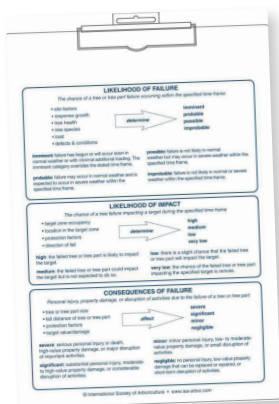 LIKELIHOOD OF FAILURE
The chance of a tree or tree part failure occurring within the specified time frame
• site factors
• response growth
• tree health
• tree species
• load
• defects & conditions
determine
imminent
probable
possible
improbable
imminent: failure has begun or will occur soon in
normal weather or with minimal additional loading. The
imminent category overrides the stated time frame.
probable: failure may occur in normal weather and is
expected to occur in severe weather within the
specified time frame.
possible: failure is not likely in normal
weather but may occur in severe weather within the
specified time frame.
improbable: failure is not likely in normal or severe
weather within the specified time frame.
LIKELIHOOD OF IMPACT
The chance of a tree failure impacting a target during the specified time frame
• target zone occupancy
• location in the target zone
• protection factors
• direction of fall
determine
high
medium
low
very low
high: the failed tree or tree part is likely to impact
the target.
medium: the failed tree or tree part could impact
the target but is not expected to do so.
low: there is a slight chance that the failed tree
or tree part will impact the target.
very low: the chance of the failed tree or tree part
impacting the specified target is remote.
CONSEQUENCES OF FAILURE
Personal injury, property damage, or disruption of activities due to the failure of a tree or tree part
• tree or tree part size
• fall distance of tree or tree part
• protection factors
• target value/damage
affect
severe
significant
minor
negligible
severe: serious personal injury or death,
high-value property damage, or major disruption
of important activities.
significant: substantial personal injury, moderate-
to high-value property damage, or considerable
disruption of activities.
minor: minor personal injury, low- to moderate-
value property damage, or small disruption of
activities.
negligible: no personal injury, low-value property
damage that can be replaced or repaired, or
short-term disruption of activities.
© International Society of Arboriculture • www.isa-arbor.com